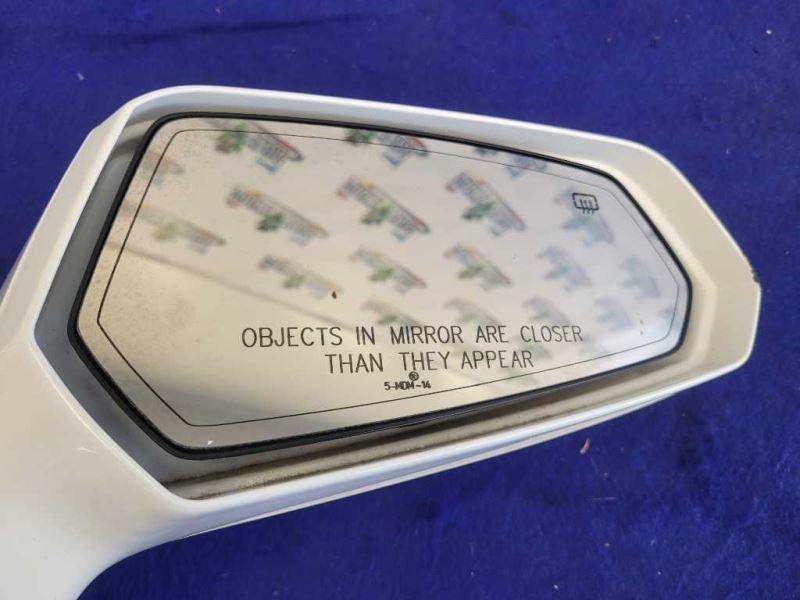 OBJECTS IN MIRROR ARE CLOSER
THAN THEY APPEAR
®
5-MDM-14